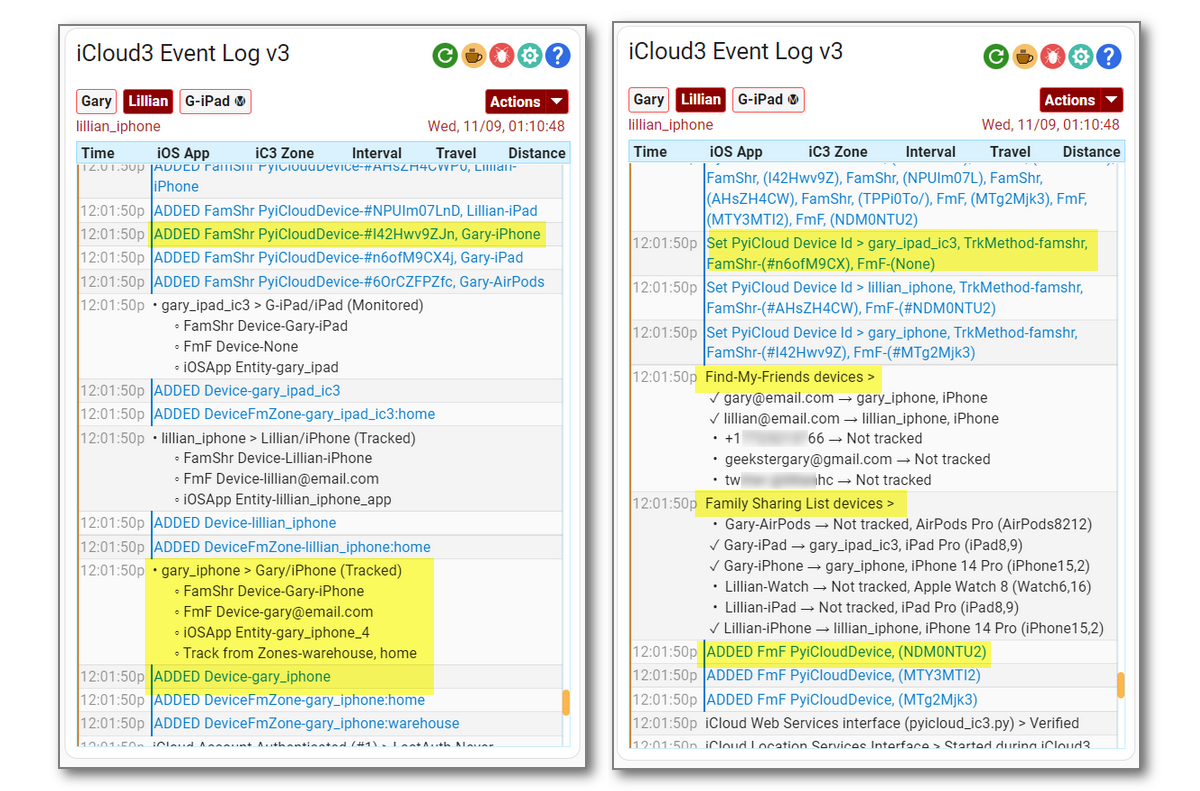 iCloud3 Event Log v3
Gary Lillian G-iPad Actions
lillian_iphone Wed, 11/09, 01:10:48
Time iOS App iC3 Zone Interval Travel Distance
12:01:50p ADDED FamShr PyiCloudDevice-#AHsZH4CWP0, Lillian-
iPhone
12:01:50p ADDED FamShr PyiCloudDevice-#NPUIm07LnD, Lillian-iPad
12:01:50p ADDED FamShr PyiCloudDevice-#I42Hwv9ZJn, Gary-iPhone
12:01:50p ADDED FamShr PyiCloudDevice-#n6ofM9CX4j, Gary-iPad
12:01:50p ADDED FamShr PyiCloudDevice-#6OrCZFPZfc, Gary-AirPods
12:01:50p • gary_ipad_ic3 > G-iPad/iPad (Monitored)
◦ FamShr Device-Gary-iPad
◦ FmF Device-None
◦ iOSApp Entity-gary_ipad
12:01:50p ADDED Device-gary_ipad_ic3
12:01:50p ADDED DeviceFmZone-gary_ipad_ic3:home
12:01:50p • lillian_iphone > Lillian/iPhone (Tracked)
◦ FamShr Device-Lillian-iPhone
◦ FmF Device-lillian@email.com
◦ iOSApp Entity-lillian_iphone_app
12:01:50p ADDED Device-lillian_iphone
12:01:50p ADDED DeviceFmZone-lillian_iphone:home
12:01:50p • gary_iphone > Gary/iPhone (Tracked)
◦ FamShr Device-Gary-iPhone
◦ FmF Device-gary@email.com
◦ iOSApp Entity-gary_iphone_4
◦ Track from Zones-warehouse, home
12:01:50p ADDED Device-gary_iphone
12:01:50p ADDED DeviceFmZone-gary_iphone:home
12:01:50p ADDED DeviceFmZone-gary_iphone:warehouse
12:01:50p iCloud Account Authenticated (#1) > LastAuth Never
iCloud3 Event Log v3
Gary Lillian G-iPad Actions
lillian_iphone Wed, 11/09, 01:10:48
Time iOS App iC3 Zone Interval Travel Distance
FamShr, (I42Hwv9Z), FamShr, (NPUIm07L), FamShr,
(AHsZH4CW), FamShr, (TPPi0To/), FmF, (MTg2Mjk3), FmF,
(MTY3MTI2), FmF, (NDM0NTU2)
12:01:50p Set PyiCloud Device Id > gary_ipad_ic3, TrkMethod-famshr,
FamShr-(#n6ofM9CX), FmF-(None)
12:01:50p Set PyiCloud Device Id > lillian_iphone, TrkMethod-famshr,
FamShr-(#AHsZH4CW), FmF-(#NDM0NTU2)
12:01:50p Set PyiCloud Device Id > gary_iphone, TrkMethod-famshr,
FamShr-(#I42Hwv9Z), FmF-(#MTg2Mjk3)
12:01:50p Find-My-Friends devices >
✓ gary@email.com → gary_iphone, iPhone
✓ lillian@email.com → lillian_iphone, iPhone
• +1 66 → Not tracked
• geekstergary@gmail.com → Not tracked
• tw hc → Not tracked
12:01:50p Family Sharing List devices >
• Gary-AirPods → Not tracked, AirPods Pro (AirPods8212)
✓ Gary-iPad → gary_ipad_ic3, iPad Pro (iPad8,9)
✓ Gary-iPhone → gary_iphone, iPhone 14 Pro (iPhone15,2)
• Lillian-Watch → Not tracked, Apple Watch 8 (Watch6,16)
• Lillian-iPad → Not tracked, iPad Pro (iPad8,9)
✓ Lillian-iPhone → lillian_iphone, iPhone 14 Pro (iPhone15,2)
12:01:50p ADDED FmF PyiCloudDevice, (NDM0NTU2)
12:01:50p ADDED FmF PyiCloudDevice, (MTY3MTI2)
12:01:50p ADDED FmF PyiCloudDevice, (MTg2Mjk3)
12:01:50p iCloud Web Services interface (pyicloud_ic3.py) > Verified
12:01:50p iCloud Location Services Interface > Started during iCloud3